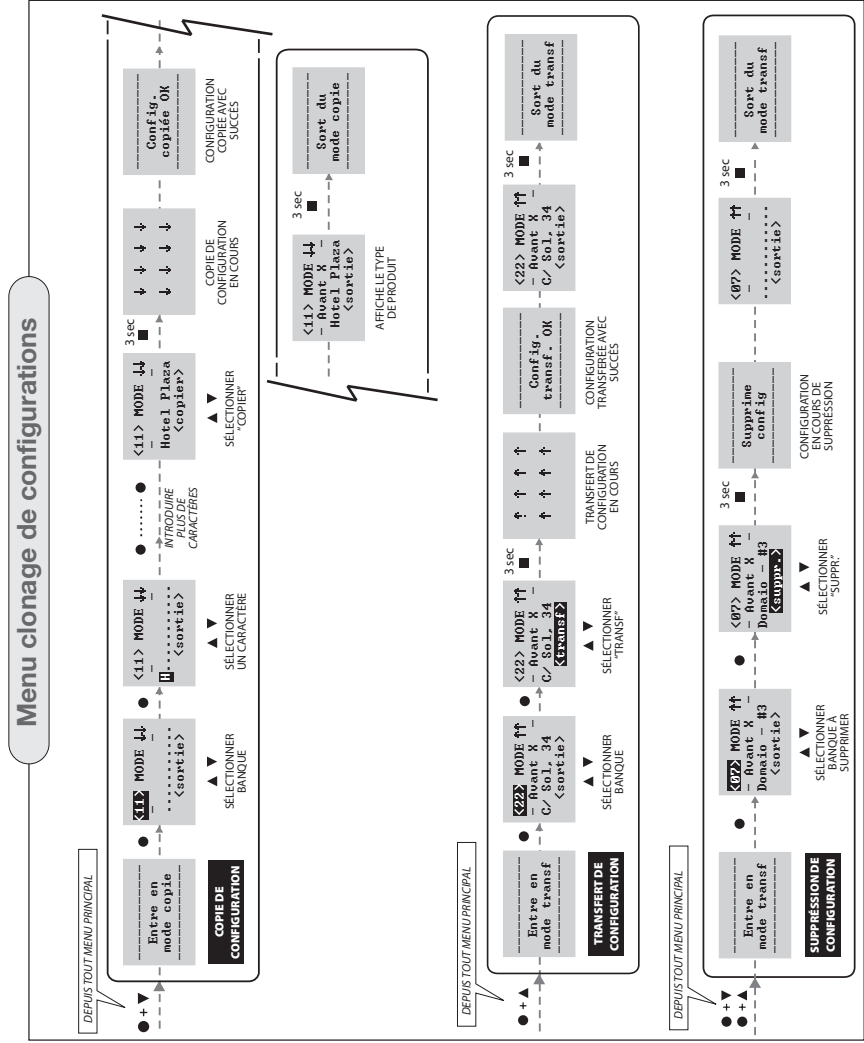 Menu clonage de configurations
DEPUIS TOUT MENU PRINCIPAL
● + ▼
Entre en
mode copie
COPIE DE
CONFIGURATION
●
<11> MODE ↓↓
–            –
............
<sortie>
▲ ▼
SÉLECTIONNER
BANQUE
●
<11> MODE ↓↓
–            –
H...........
<sortie>
▲ ▼
SÉLECTIONNER
UN CARACTÈRE
● ........ ●
INTRODUIRE
PLUS DE
CARACTÈRES
<11> MODE ↓↓
–            –
Hotel Plaza
<copier>
▲ ▼
SÉLECTIONNER
"COPIER"
3 sec
■
↓ ↓ ↓ ↓
↓ ↓ ↓ ↓
COPIE DE
CONFIGURATION
EN COURS
Config.
copiée OK
CONFIGURATION
COPIÉE AVEC
SUCCÈS
<11> MODE ↓↓
– Avant X –
Hotel Plaza
<sortie>
AFFICHE LE TYPE
DE PRODUIT
3 sec
■
Sort du
mode copie
DEPUIS TOUT MENU PRINCIPAL
● + ▲
Entre en
mode transf
TRANSFERT DE
CONFIGURATION
●
<22> MODE ↑↑
– Avant X –
C/ Sol, 34
<sortie>
▲ ▼
SÉLECTIONNER
BANQUE
●
<22> MODE ↑↑
– Avant X –
C/ Sol, 34
<transf>
▲ ▼
SÉLECTIONNER
"TRANSF"
3 sec
■
↑ ↑ ↑ ↑
↑ ↑ ↑ ↑
TRANSFERT DE
CONFIGURATION
EN COURS
Config.
transf. OK
CONFIGURATION
TRANSFERÉE AVEC
SUCCÈS
<22> MODE ↑↑
– Avant X –
C/ Sol, 34
<sortie>
3 sec
■
Sort du
mode transf
DEPUIS TOUT MENU PRINCIPAL
● + ▼
● + ▲
Entre en
mode transf
SUPPRÉSSION DE
CONFIGURATION
●
<07> MODE ↑↑
– Avant X –
Domaio – #3
<sortie>
▲ ▼
SÉLECTIONNER
BANQUE À
SUPPRIMER
●
<07> MODE ↑↑
– Avant X –
Domaio – #3
<suppr.>
▲ ▼
SÉLECTIONNER
"SUPPR."
3 sec
■
Supprime
config
CONFIGURATION
EN COURS DE
SUPPRÉSSION
<07> MODE ↑↑
–            –
............
<sortie>
3 sec
■
Sort du
mode transf